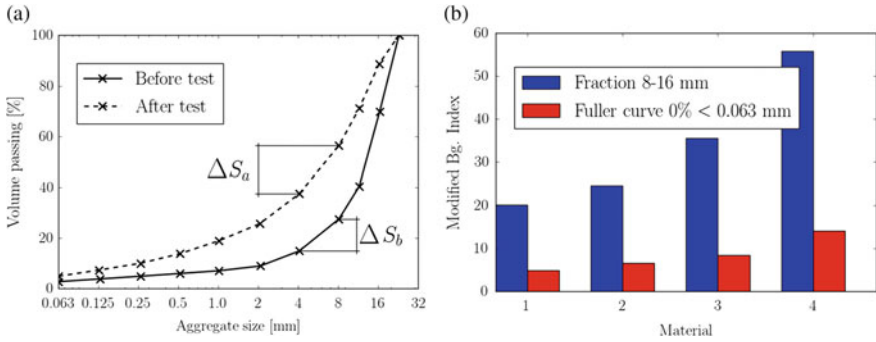 (a)
100
80
60
40
20
0
Volume passing [%]
Before test
After test
ΔS_a
ΔS_b
0.063 0.125 0.25 0.5 1.0 2 4 8 16 32
Aggregate size [mm]
(b)
60
50
40
30
20
10
0
Modified Bg. Index
Fraction 8-16 mm
Fuller curve 0% < 0.063 mm
1 2 3 4
Material